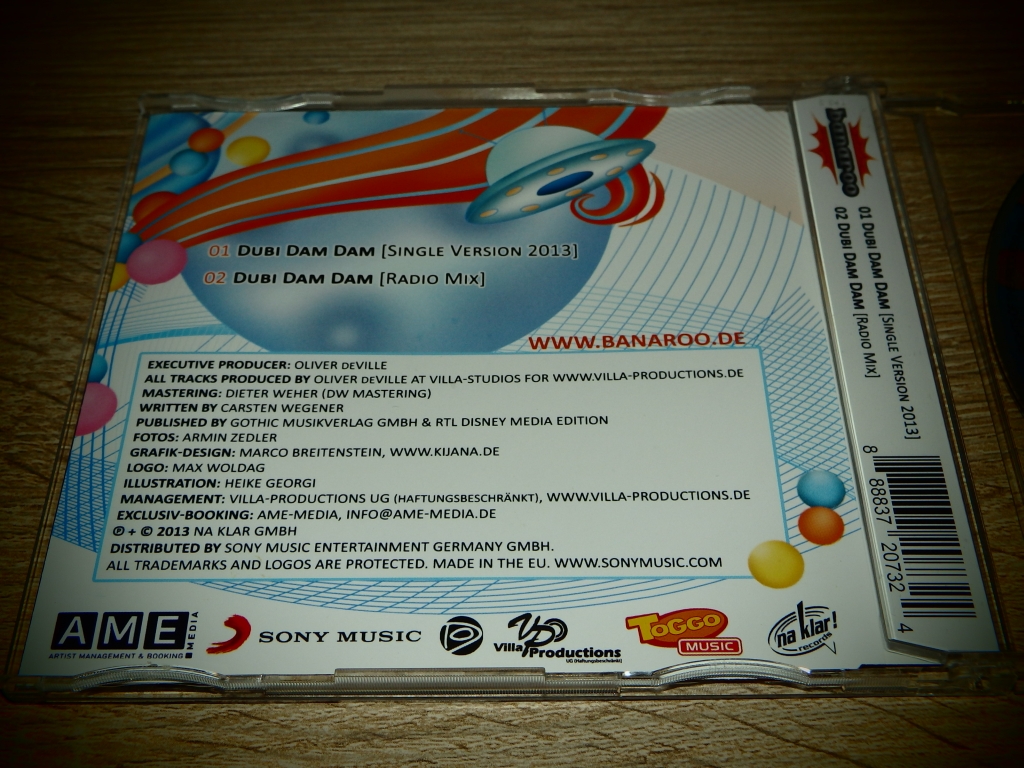 01 DUBI DAM DAM [SINGLE VERSION 2013]
02 DUBI DAM DAM [RADIO MIX]
WWW.BANAROO.DE
EXECUTIVE PRODUCER: OLIVER DEVILLE
ALL TRACKS PRODUCED BY OLIVER DEVILLE AT VILLA-STUDIOS FOR WWW.VILLA-PRODUCTIONS.DE
MASTERING: DIETER WEHER (DW MASTERING)
WRITTEN BY CARSTEN WEGENER
PUBLISHED BY GOTHIC MUSIKVERLAG GMBH & RTL DISNEY MEDIA EDITION
FOTOS: ARMIN ZEDLER
GRAFIK-DESIGN: MARCO BREITENSTEIN, WWW.KIJANA.DE
LOGO: MAX WOLDAG
ILLUSTRATION: HEIKE GEORGI
MANAGEMENT: VILLA-PRODUCTIONS UG (HAFTUNGSBESCHRÄNKT), WWW.VILLA-PRODUCTIONS.DE
EXCLUSIV-BOOKING: AME-MEDIA, INFO@AME-MEDIA.DE
℗ + © 2013 NA KLAR GMBH
DISTRIBUTED BY SONY MUSIC ENTERTAINMENT GERMANY GMBH.
ALL TRADEMARKS AND LOGOS ARE PROTECTED. MADE IN THE EU. WWW.SONYMUSIC.COM
AME MEDIA
ARTIST MANAGEMENT & BOOKING
SONY MUSIC
VP
Villa Productions
UG (Haftungsbeschränkt)
TOGGO
MUSIC
na klar!
records
banaroo
01 DUBI DAM DAM [SINGLE VERSION 2013]
02 DUBI DAM DAM [RADIO MIX]
8 88837 20732 4